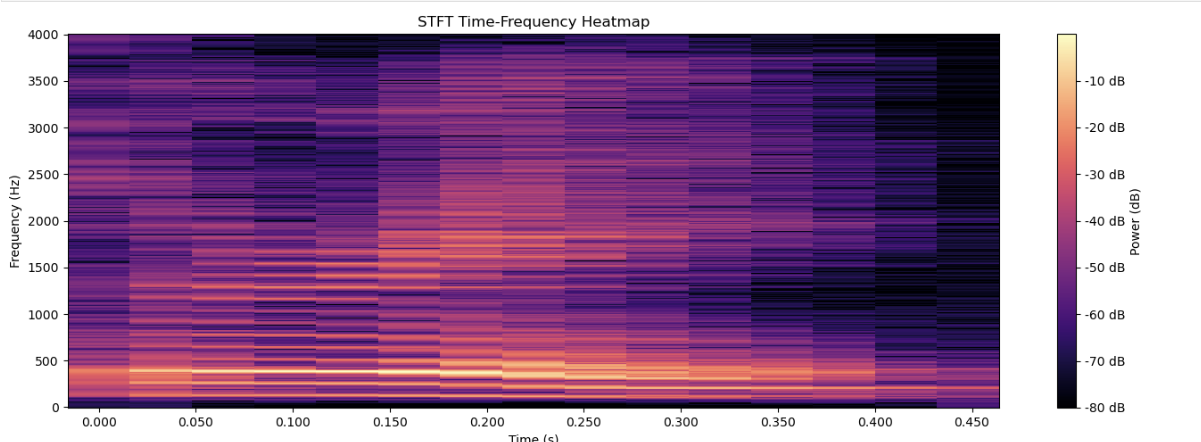 STFT Time-Frequency Heatmap
4000
3500
3000
2500
2000
1500
1000
500
0
Frequency (Hz)
0.000 0.050 0.100 0.150 0.200 0.250 0.300 0.350 0.400 0.450
Time (s)
-10 dB
-20 dB
-30 dB
-40 dB
-50 dB
-60 dB
-70 dB
-80 dB
Power (dB)